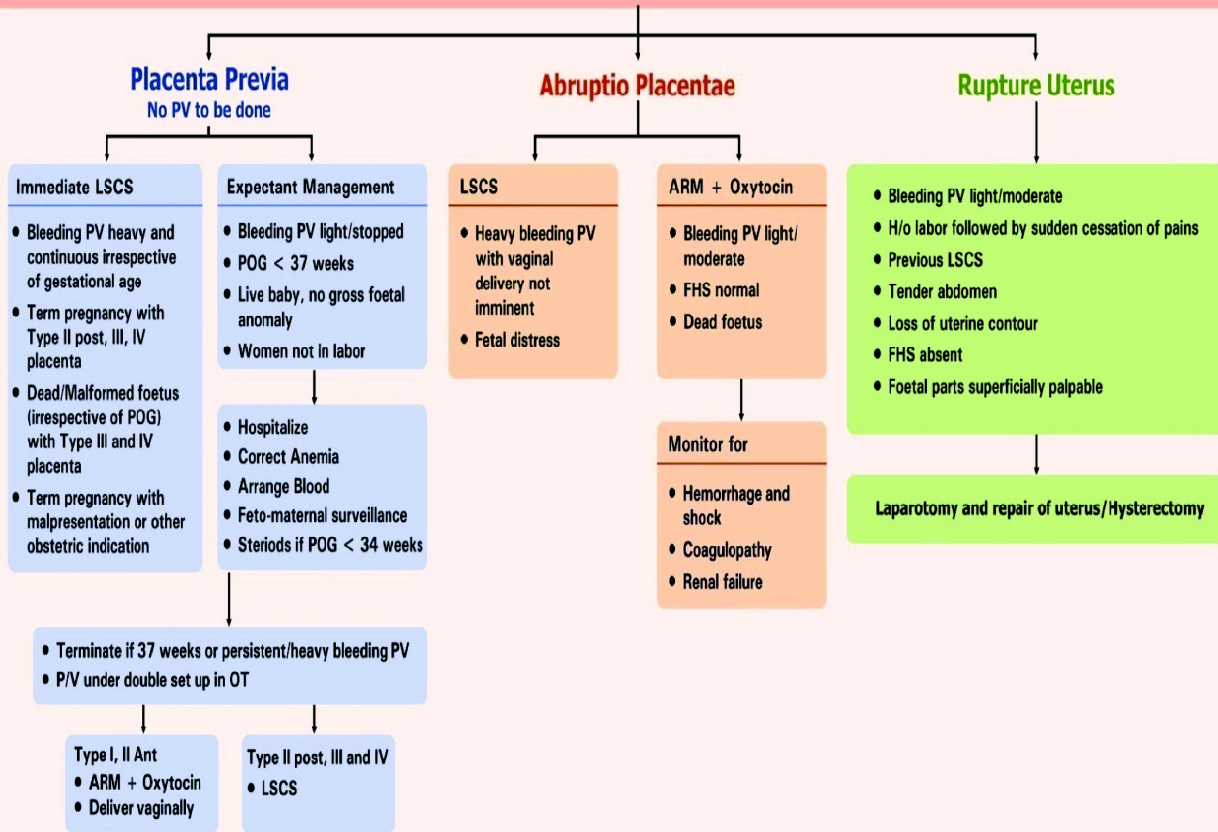 Placenta Previa
No PV to be done
Abruptio Placentae
Rupture Uterus
Immediate LSCS
• Bleeding PV heavy and
continuous irrespective
of gestational age
• Term pregnancy with
Type II post, III, IV
placenta
• Dead/Malformed foetus
(irrespective of POG)
with Type III and IV
placenta
• Term pregnancy with
malpresentation or other
obstetric indication
Expectant Management
• Bleeding PV light/stopped
• POG < 37 weeks
• Live baby, no gross foetal
anomaly
• Women not in labor
• Hospitalize
• Correct Anemia
• Arrange Blood
• Feto-maternal surveillance
• Steriods if POG < 34 weeks
• Terminate if 37 weeks or persistent/heavy bleeding PV
• P/V under double set up in OT
Type I, II Ant
• ARM + Oxytocin
• Deliver vaginally
Type II post, III and IV
• LSCS
LSCS
• Heavy bleeding PV
with vaginal
delivery not
imminent
• Fetal distress
ARM + Oxytocin
• Bleeding PV light/
moderate
• FHS normal
• Dead foetus
Monitor for
• Hemorrhage and
shock
• Coagulopathy
• Renal failure
• Bleeding PV light/moderate
• H/o labor followed by sudden cessation of pains
• Previous LSCS
• Tender abdomen
• Loss of uterine contour
• FHS absent
• Foetal parts superficially palpable
Laparotomy and repair of uterus/Hysterectomy